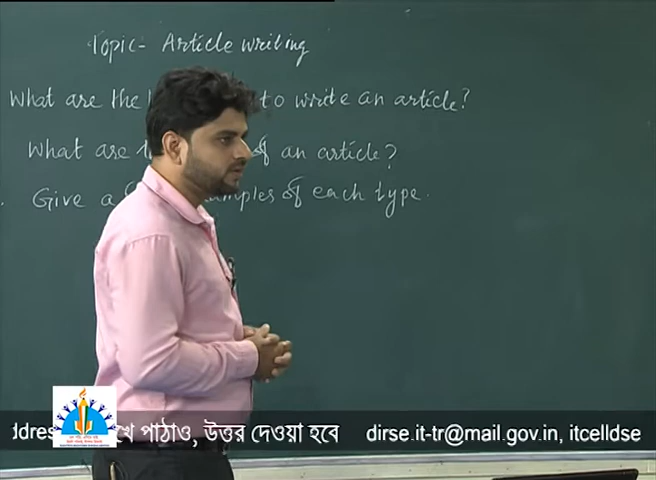 Topic- Article writing
What are the to write an article?
What are of an article?
Give a examples of each type.
পাঠাও, উত্তর দেওয়া হবে dirse.it-tr@mail.gov.in, itcelldse